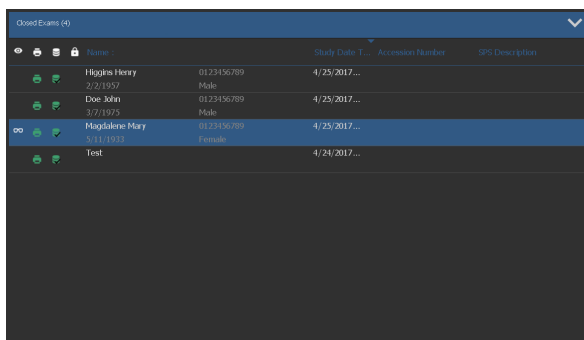 Closed Exams (4)
Name : Study Date T... Accession Number SPS Description
Higgins Henry 0123456789 4/25/2017...
2/2/1957 Male
Doe John 0123456789 4/25/2017...
3/7/1975 Male
Magdalene Mary 0123456789 4/25/2017...
5/11/1933 Female
Test 4/24/2017...